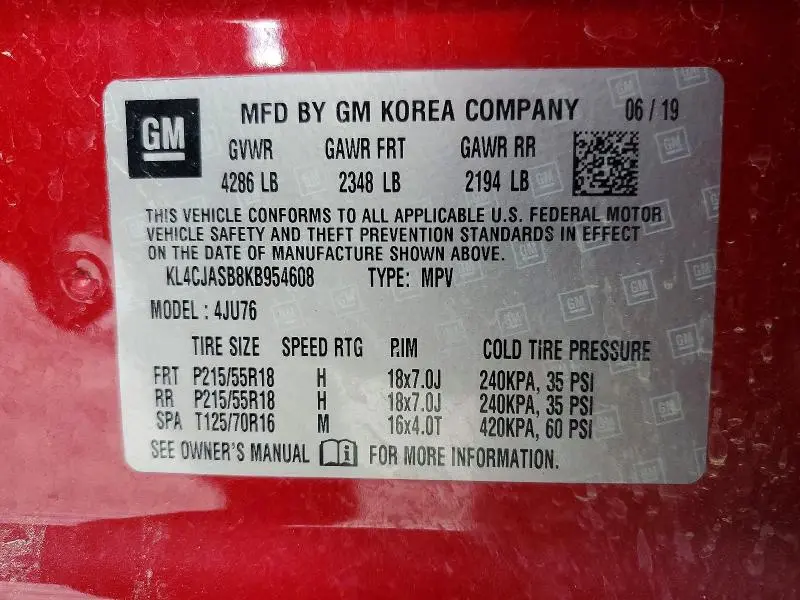 GM MFD BY GM KOREA COMPANY 06 / 19
GVWR GAWR FRT GAWR RR
4286 LB 2348 LB 2194 LB
THIS VEHICLE CONFORMS TO ALL APPLICABLE U.S. FEDERAL MOTOR
VEHICLE SAFETY AND THEFT PREVENTION STANDARDS IN EFFECT
ON THE DATE OF MANUFACTURE SHOWN ABOVE.
KL4CJASB8KB954608 TYPE: MPV
MODEL : 4JU76
TIRE SIZE SPEED RTG RIM COLD TIRE PRESSURE
FRT P215/55R18 H 18x7.0J 240KPA, 35 PSI
RR P215/55R18 H 18x7.0J 240KPA, 35 PSI
SPA T125/70R16 M 16x4.0T 420KPA, 60 PSI
SEE OWNER'S MANUAL FOR MORE INFORMATION.